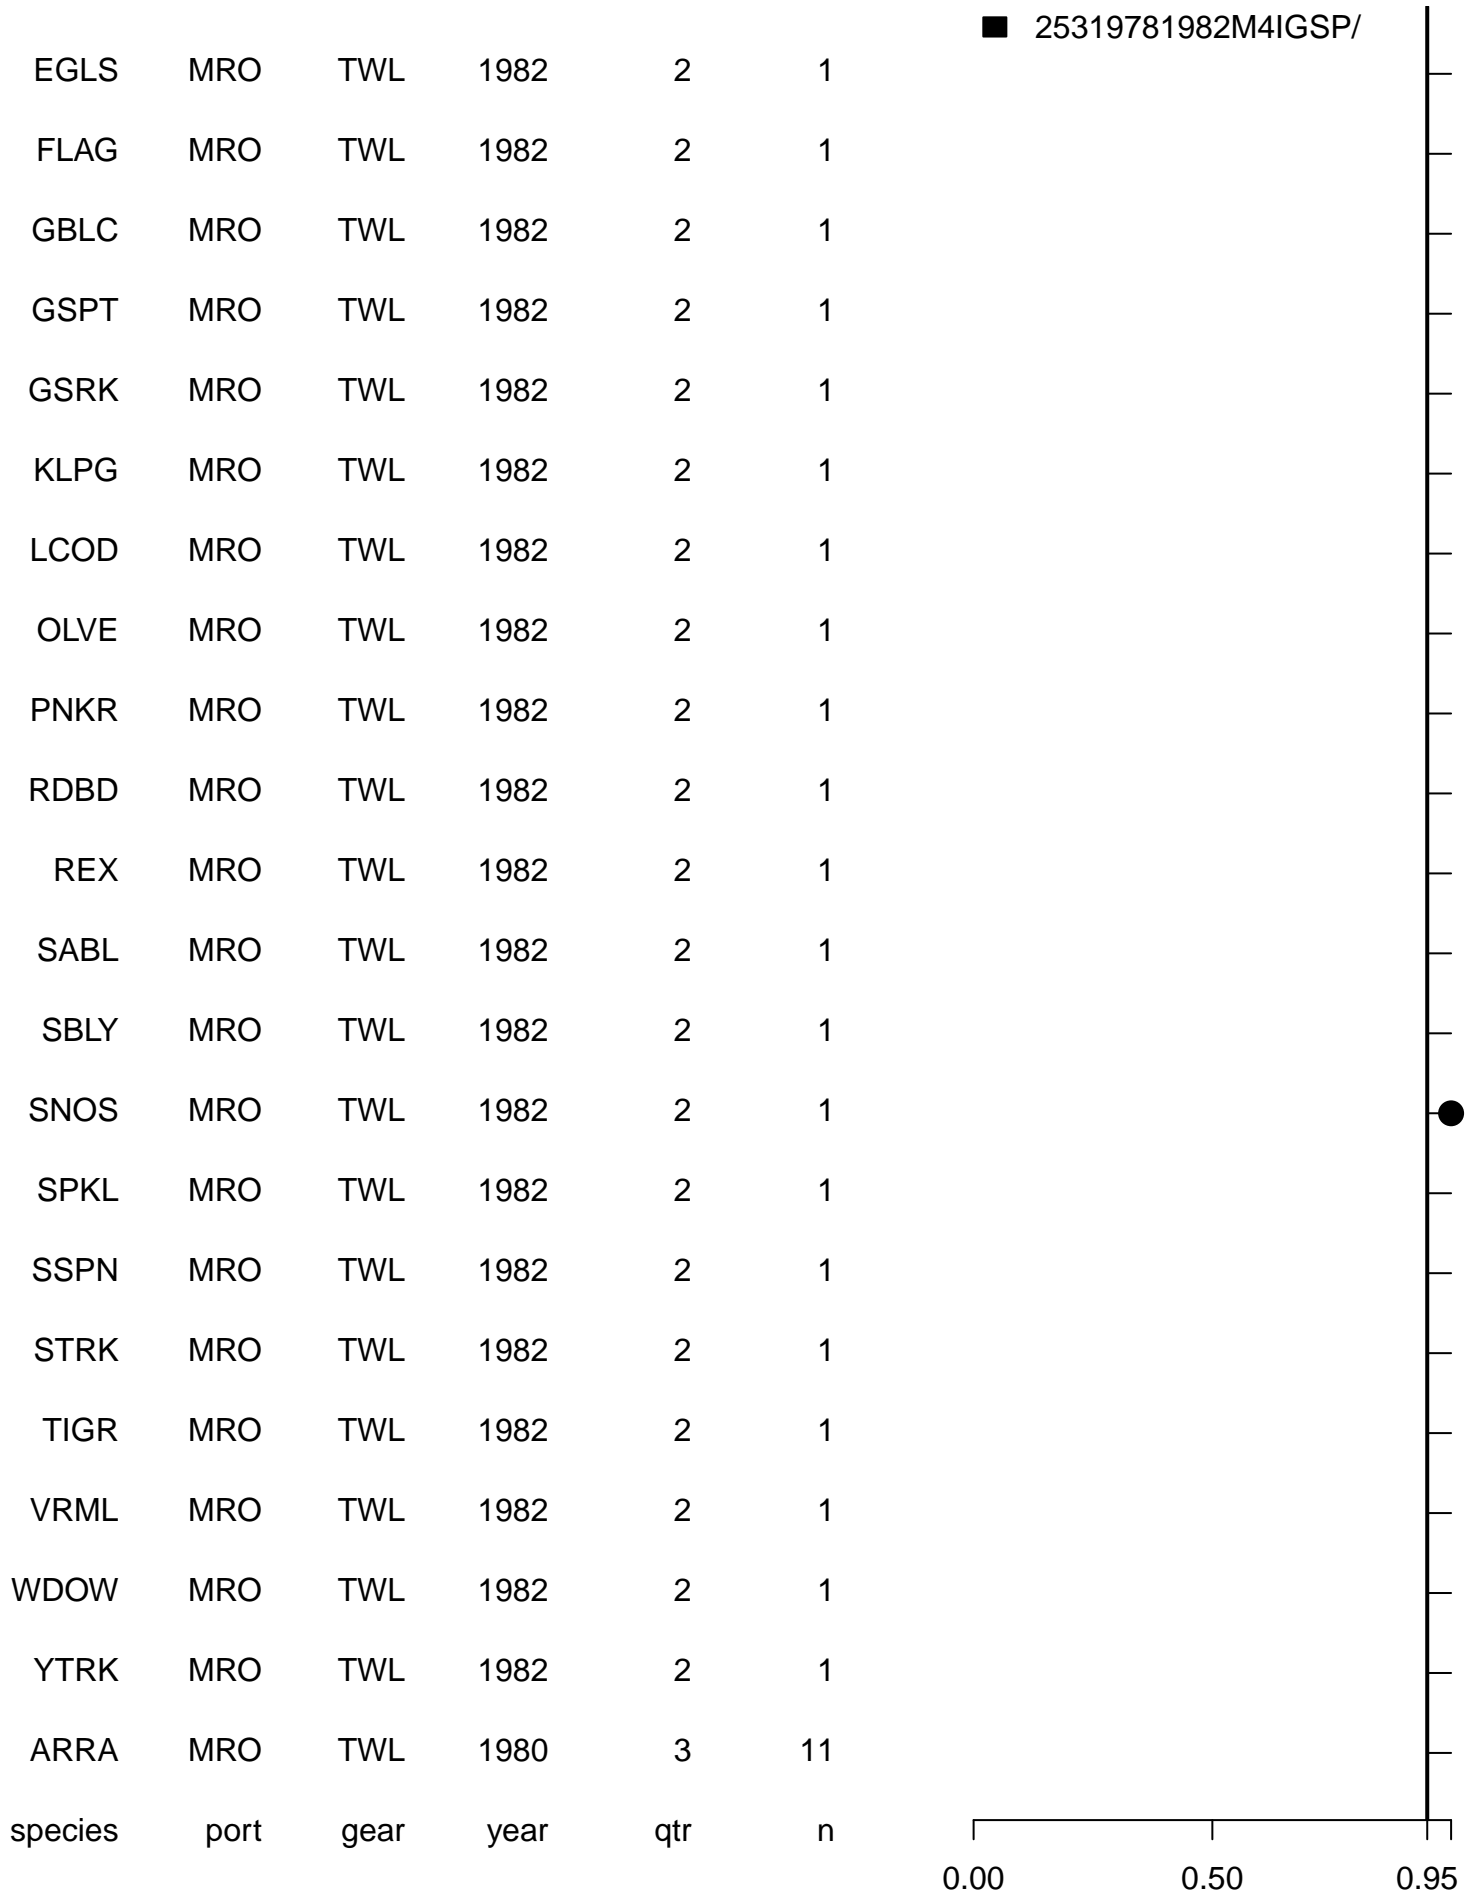 25319781982M4IGSP/
EGLS MRO TWL 1982 2 1
FLAG MRO TWL 1982 2 1
GBLC MRO TWL 1982 2 1
GSPT MRO TWL 1982 2 1
GSRK MRO TWL 1982 2 1
KLPG MRO TWL 1982 2 1
LCOD MRO TWL 1982 2 1
OLVE MRO TWL 1982 2 1
PNKR MRO TWL 1982 2 1
RDBD MRO TWL 1982 2 1
REX MRO TWL 1982 2 1
SABL MRO TWL 1982 2 1
SBLY MRO TWL 1982 2 1
SNOS MRO TWL 1982 2 1
SPKL MRO TWL 1982 2 1
SSPN MRO TWL 1982 2 1
STRK MRO TWL 1982 2 1
TIGR MRO TWL 1982 2 1
VRML MRO TWL 1982 2 1
WDOW MRO TWL 1982 2 1
YTRK MRO TWL 1982 2 1
ARRA MRO TWL 1980 3 11
species port gear year qtr n
0.00 0.50 0.95